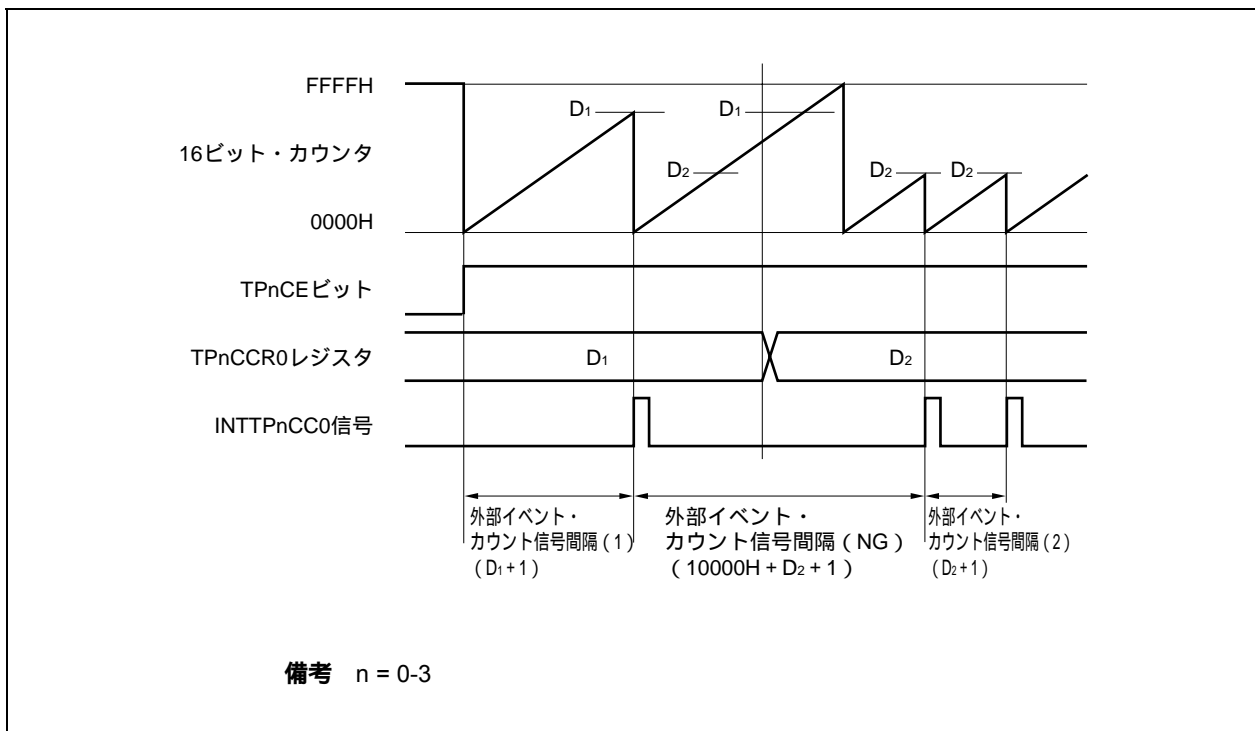 FFFFH
16ビット・カウンタ
0000H
D1
D2
D1
D2
D2
TPnCEビット
TPnCCR0レジスタ
D1
D2
INTTPnCC0信号
外部イベント・
カウント信号間隔（1）
（D1+1）
外部イベント・
カウント信号間隔（NG）
（10000H + D2 + 1）
外部イベント・
カウント信号間隔（2）
（D2+1）
備考 n = 0-3